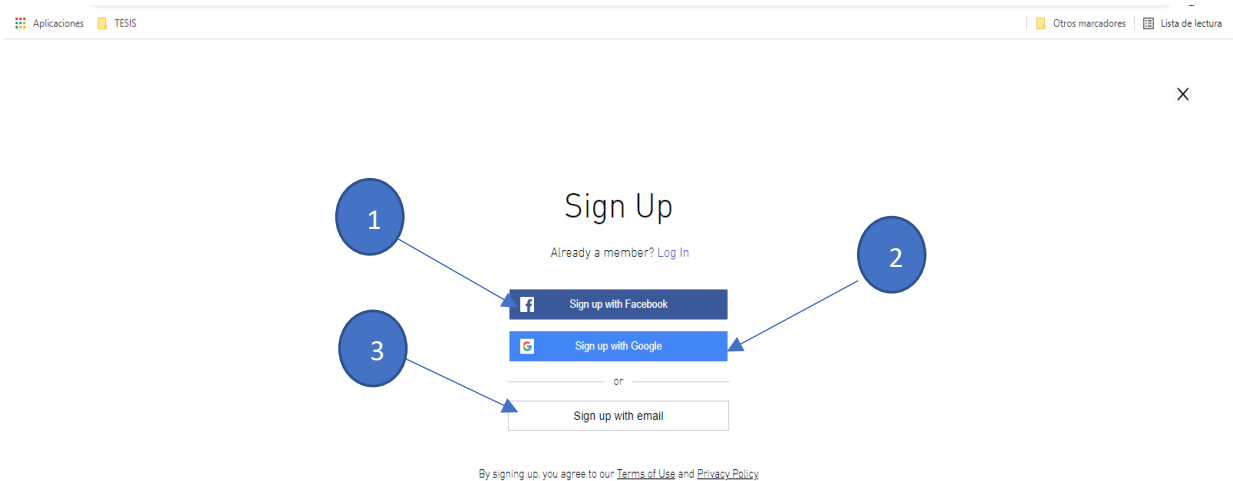 Aplicaciones TESIS Otros marcadores Lista de lectura
X
Sign Up
1
Already a member? Log In
2
Sign up with Facebook
Sign up with Google
3
or
Sign up with email
By signing up, you agree to our Terms of Use and Privacy Policy